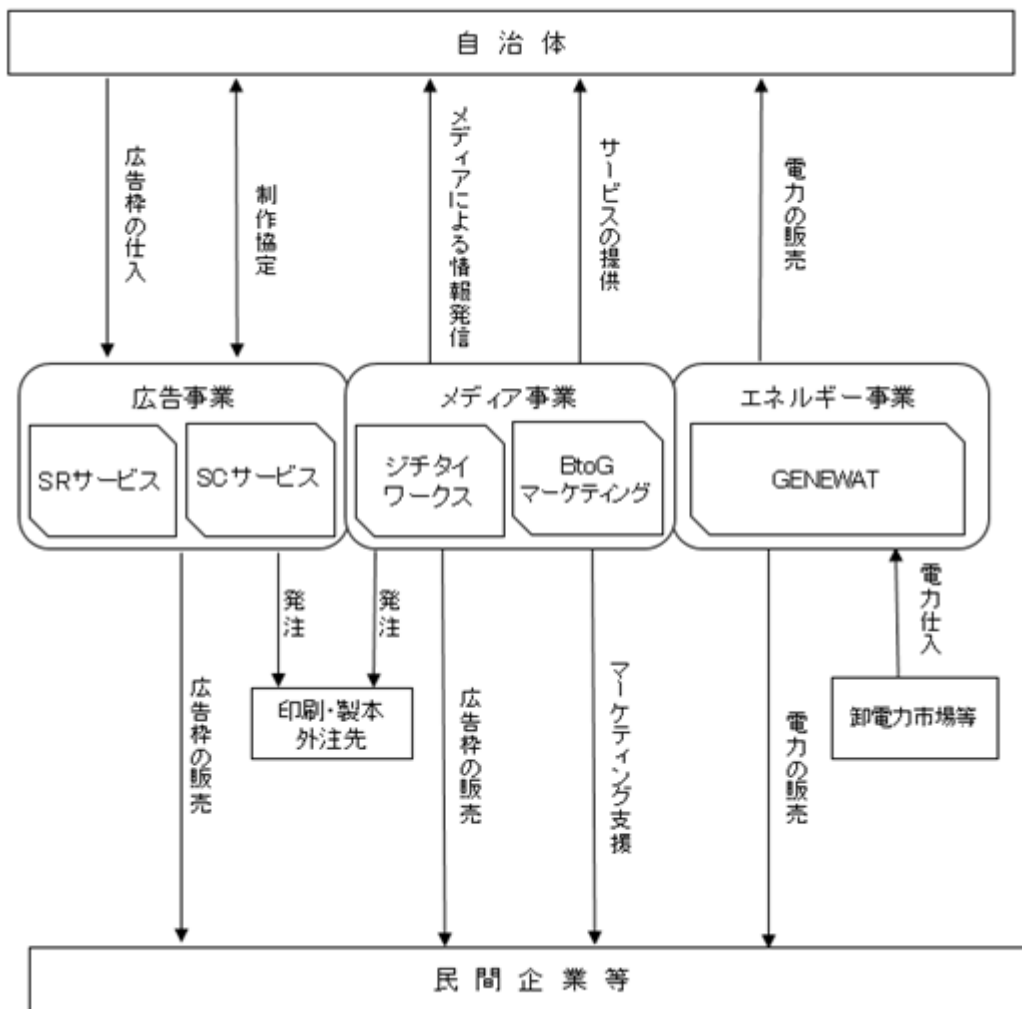 自治体
広告枠の仕入
制作協定
メディアによる情報発信
サービスの提供
電力の販売
広告事業
メディア事業
エネルギー事業
SRサービス
SCサービス
ジチタイ
ワークス
BtoG
マーケティング
GENEWAT
発注
発注
電力仕入
広告枠の販売
印刷・製本
外注先
広告枠の販売
マーケティング支援
電力の販売
卸電力市場等
民間企業等